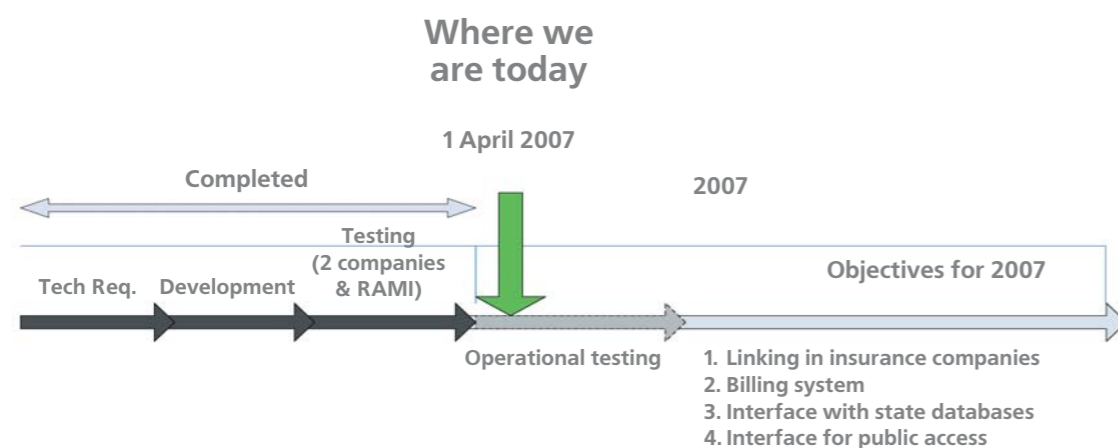 Where we
are today
1 April 2007
Completed
2007
Testing
(2 companies
& RAMI)
Tech Req.
Development
Objectives for 2007
Operational testing
1. Linking in insurance companies
2. Billing system
3. Interface with state databases
4. Interface for public access